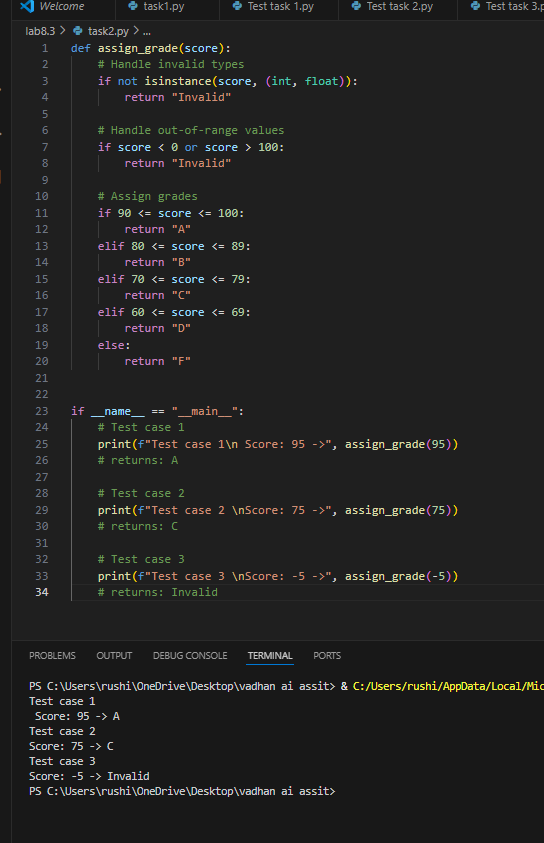 Welcome task1.py Test task 1.py Test task 2.py Test task 3.p
lab8.3 > task2.py > ...
1 def assign_grade(score):
2     # Handle invalid types
3     if not isinstance(score, (int, float)):
4         return "Invalid"
5
6     # Handle out-of-range values
7     if score < 0 or score > 100:
8         return "Invalid"
9
10     # Assign grades
11     if 90 <= score <= 100:
12         return "A"
13     elif 80 <= score <= 89:
14         return "B"
15     elif 70 <= score <= 79:
16         return "C"
17     elif 60 <= score <= 69:
18         return "D"
19     else:
20         return "F"
21
22
23 if __name__ == "__main__":
24     # Test case 1
25     print(f"Test case 1\n Score: 95 ->", assign_grade(95))
26     # returns: A
27
28     # Test case 2
29     print(f"Test case 2 \nScore: 75 ->", assign_grade(75))
30     # returns: C
31
32     # Test case 3
33     print(f"Test case 3 \nScore: -5 ->", assign_grade(-5))
34     # returns: Invalid
PROBLEMS OUTPUT DEBUG CONSOLE TERMINAL PORTS
PS C:\Users\rushi\OneDrive\Desktop\vadhan ai assit> & C:/Users/rushi/AppData/Local/Mic
Test case 1
 Score: 95 -> A
Test case 2
Score: 75 -> C
Test case 3
Score: -5 -> Invalid
PS C:\Users\rushi\OneDrive\Desktop\vadhan ai assit>